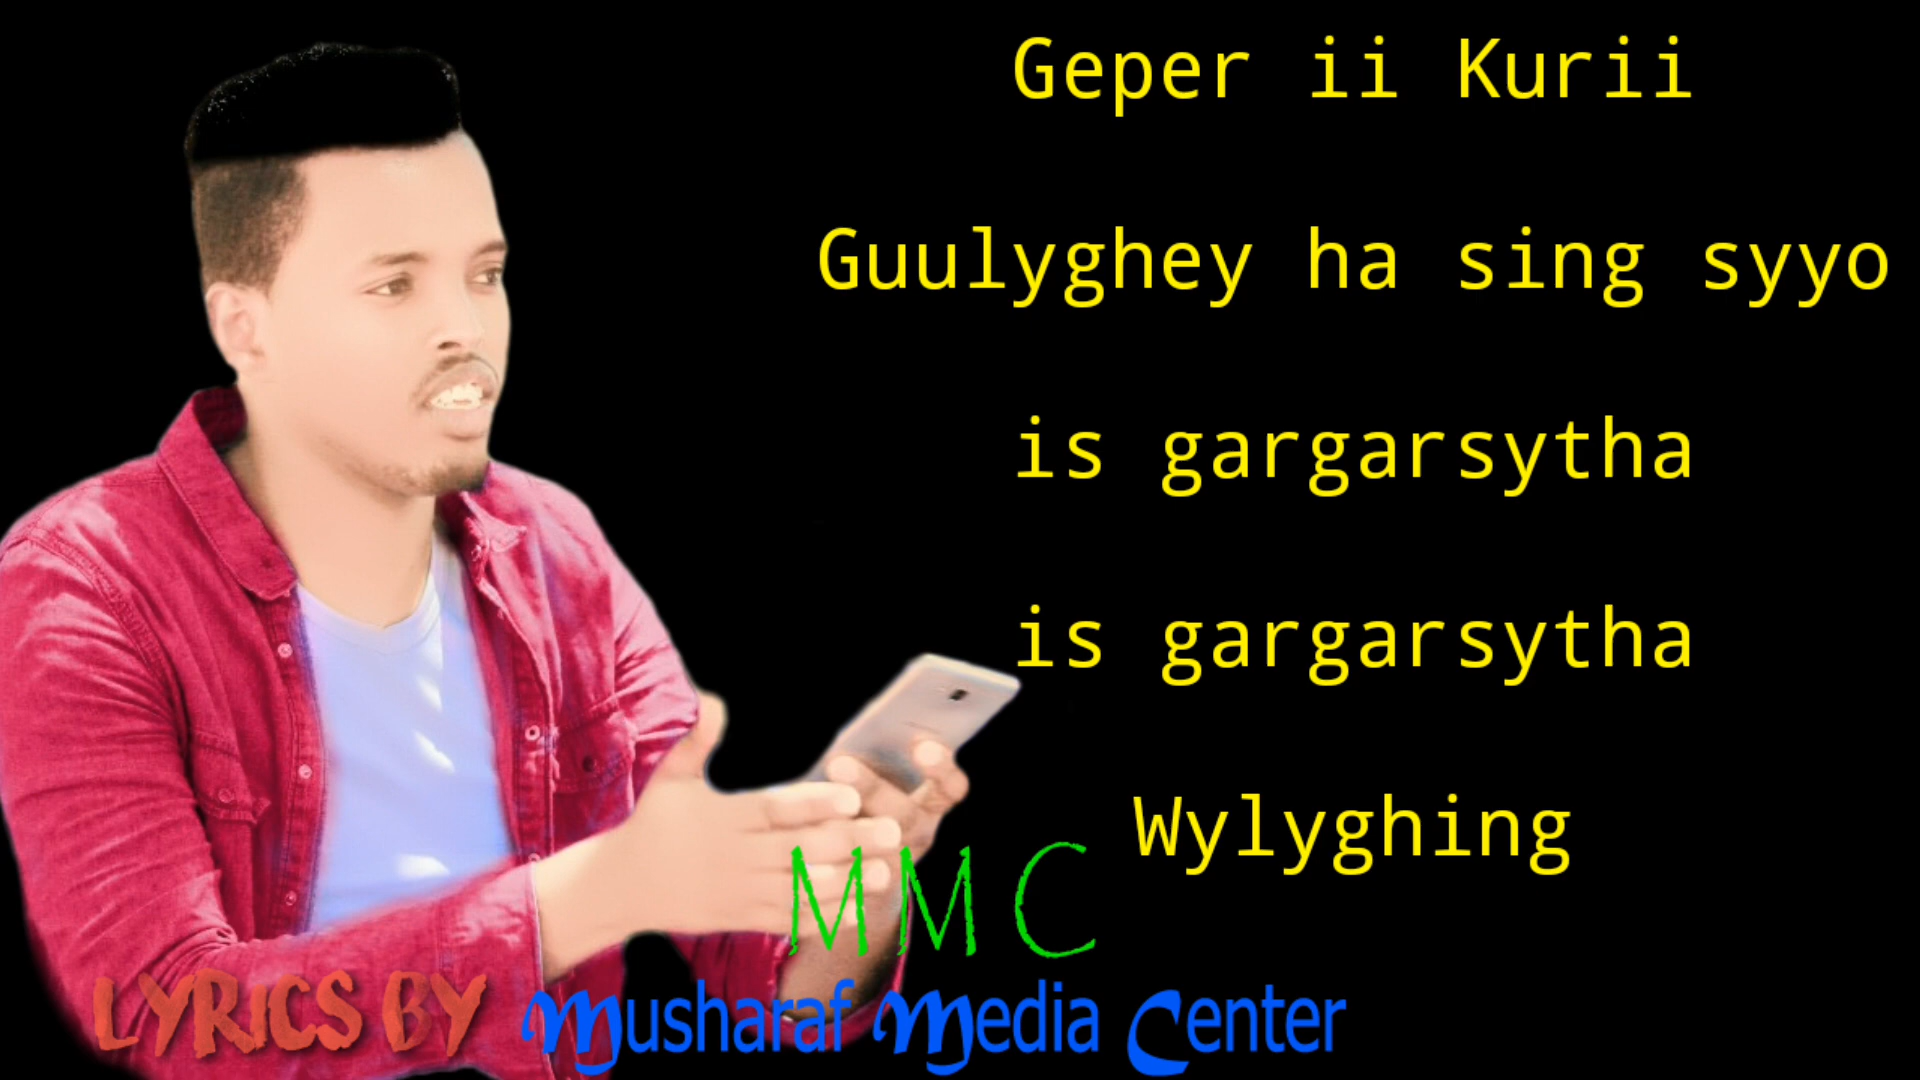 Geper ii Kurii
Guulyghey ha sing syyo
is gargarsytha
is gargarsytha
Wylyghing
MMC
LYRICS BY Musharaf Media Center